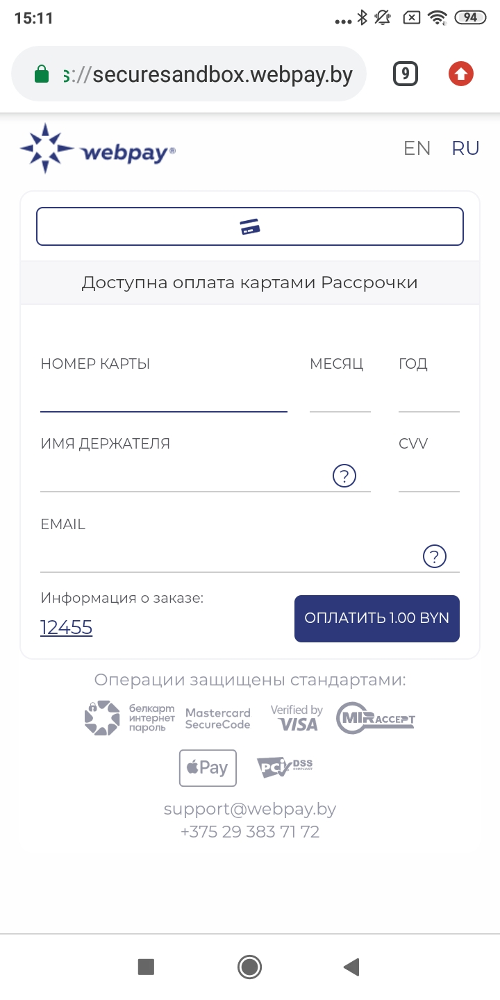 15:11
94
s://securesandbox.webpay.by
9
webpay®
EN RU
Доступна оплата картами Рассрочки
НОМЕР КАРТЫ МЕСЯЦ ГОД
ИМЯ ДЕРЖАТЕЛЯ CVV
?
EMAIL
?
Информация о заказе:
12455
ОПЛАТИТЬ 1.00 BYN
Операции защищены стандартами:
белкарт
интернет
пароль
Mastercard
SecureCode
Verified by
VISA
MIR ACCEPT
Pay
PCI DSS
COMPLIANT
support@webpay.by
+375 29 383 71 72